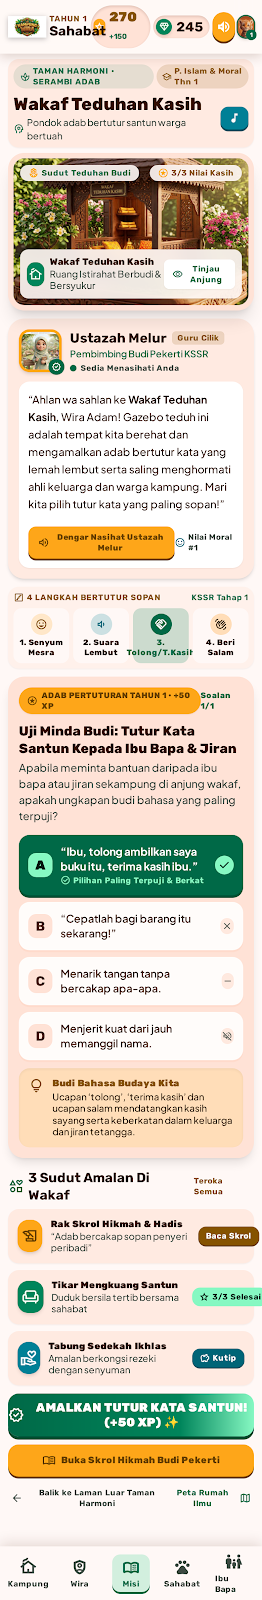 TAHUN 1
Sahabat
270
+150
245
1
TAMAN HARMONI •
SERAMBI ADAB
P. Islam & Moral
Thn 1
Wakaf Teduhan Kasih
Pondok adab bertutur santun warga
bertuah
Sudut Teduhan Budi
3/3 Nilai Kasih
Wakaf Teduhan Kasih
Ruang Istirahat Berbudi &
Bersyukur
Tinjau
Anjung
Ustazah Melur
Guru Cilik
Pembimbing Budi Pekerti KSSR
Sedia Menasihati Anda
“Ahlan wa sahlan ke Wakaf Teduhan
Kasih, Wira Adam! Gazebo teduh ini
adalah tempat kita berehat dan
mengamalkan adab bertutur kata yang
lemah lembut serta saling menghormati
ahli keluarga dan warga kampung. Mari
kita pilih tutur kata yang paling sopan!”
Dengar Nasihat Ustazah
Melur
Nilai Moral
#1
4 LANGKAH BERTUTUR SOPAN
KSSR Tahap 1
1. Senyum
Mesra
2. Suara
Lembut
3.
Tolong/T.Kasih
4. Beri
Salam
ADAB PERTUTURAN TAHUN 1 • +50
XP
Soalan
1/1
Uji Minda Budi: Tutur Kata
Santun Kepada Ibu Bapa & Jiran
Apabila meminta bantuan daripada ibu
bapa atau jiran sekampung di anjung wakaf,
apakah ungkapan budi bahasa yang paling
terpuji?
A
“Ibu, tolong ambilkan saya
buku itu, terima kasih ibu.”
Pilihan Paling Terpuji & Berkat
B
“Cepatlah bagi barang itu
sekarang!”
C
Menarik tangan tanpa
bercakap apa-apa.
D
Menjerit kuat dari jauh
memanggil nama.
Budi Bahasa Budaya Kita
Ucapan 'tolong', 'terima kasih' dan
ucapan salam mendatangkan kasih
sayang serta keberkatan dalam keluarga
dan jiran tetangga.
3 Sudut Amalan Di
Wakaf
Teroka
Semua
Rak Skrol Hikmah & Hadis
“Adab bercakap sopan penyeri
peribadi”
Baca Skrol
Tikar Mengkuang Santun
Duduk bersila tertib bersama
sahabat
3/3 Selesai
Tabung Sedekah Ikhlas
Amalan berkongsi rezeki
dengan senyuman
Kutip
AMALKAN TUTUR KATA SANTUN!
(+50 XP) ✨
Buka Skrol Hikmah Budi Pekerti
Balik ke Laman Luar Taman
Harmoni
Peta Rumah
Ilmu
Kampung
Wira
Misi
Sahabat
Ibu
Bapa